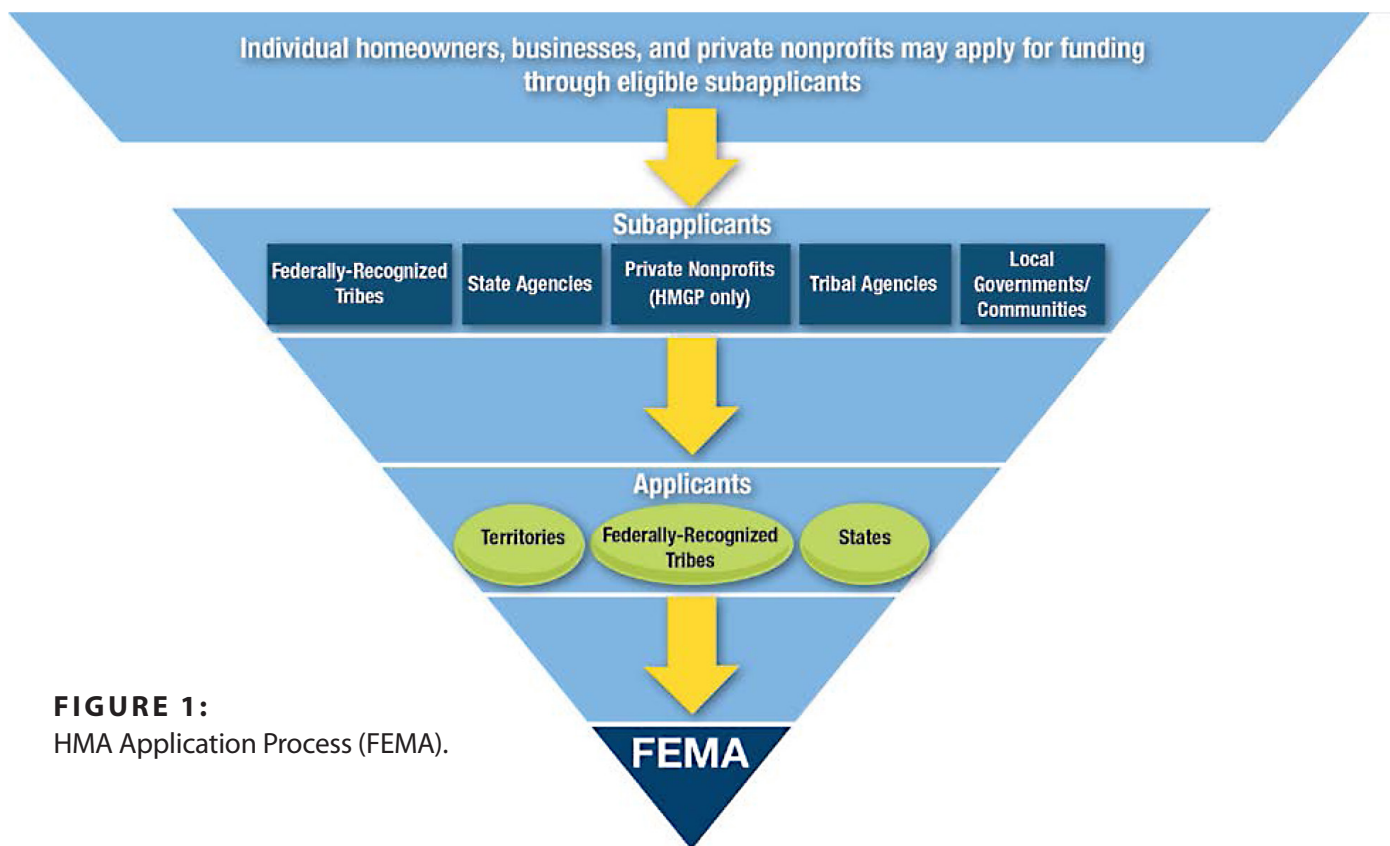 Individual homeowners, businesses, and private nonprofits may apply for funding
through eligible subapplicants
Subapplicants
Federally-Recognized
Tribes
State Agencies
Private Nonprofits
(HMGP only)
Tribal Agencies
Local
Governments/
Communities
Applicants
Territories
Federally-Recognized
Tribes
States
FEMA
FIGURE 1:
HMA Application Process (FEMA).